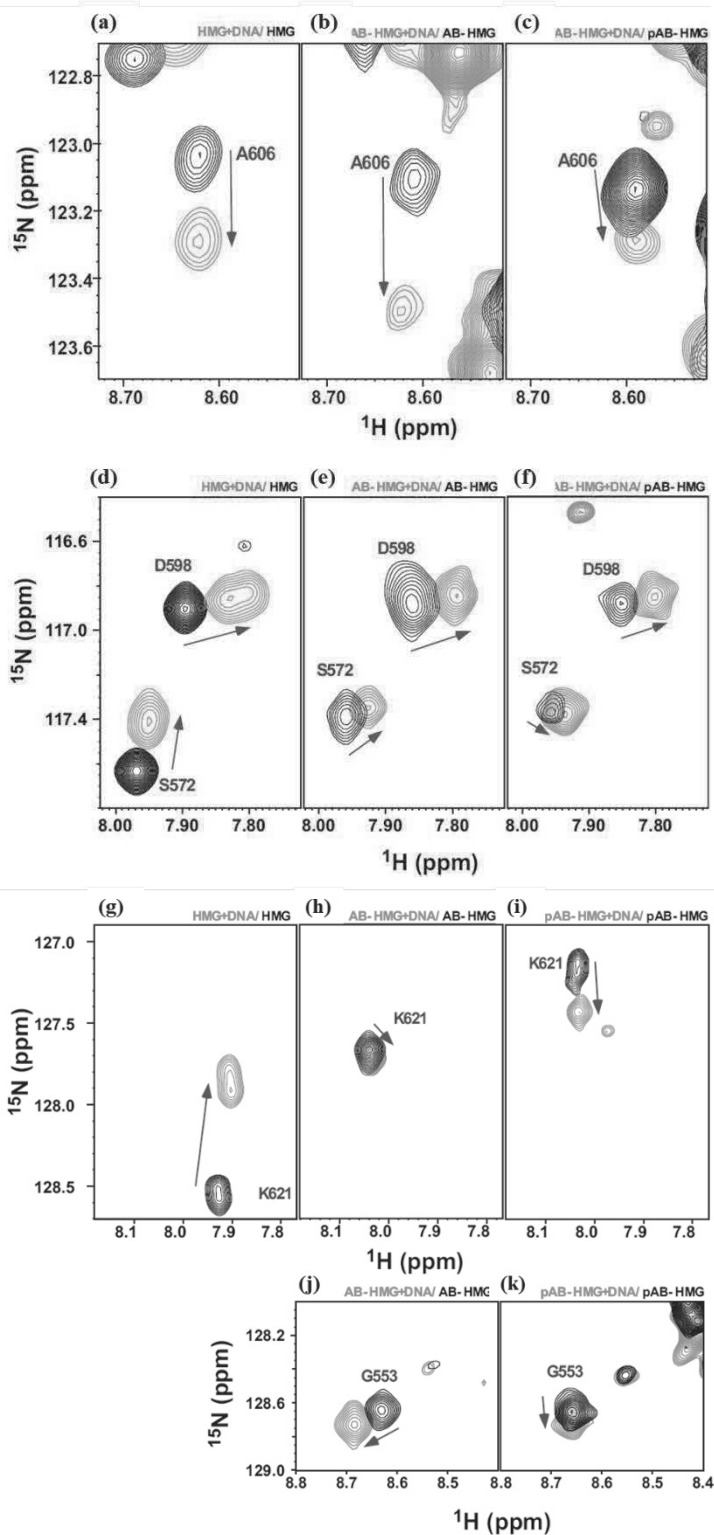 (a) (b) (c)
HMG+DNA/ HMG AB- HMG+DNA/ AB- HMG AB- HMG+DNA/ pAB- HMG
122.8
123.0
123.2
123.4
123.6
15N (ppm)
A606 A606 A606
8.70 8.60 8.70 8.60 8.70 8.60
1H (ppm)
(d) (e) (f)
HMG+DNA/ HMG AB- HMG+DNA/ AB- HMG AB- HMG+DNA/ pAB- HMG
116.6
117.0
117.4
15N (ppm)
D598 D598 D598
S572 S572 S572
8.00 7.90 7.80 8.00 7.90 7.80 8.00 7.90 7.80
1H (ppm)
(g) (h) (i)
HMG+DNA/ HMG AB- HMG+DNA/ AB- HMG pAB- HMG+DNA/ pAB- HMG
127.0
127.5
128.0
128.5
15N (ppm)
K621 K621 K621
8.1 8.0 7.9 7.8 8.1 8.0 7.9 7.8 8.1 8.0 7.9 7.8
1H (ppm)
(j) (k)
AB- HMG+DNA/ AB- HMG pAB- HMG+DNA/ pAB- HMG
128.2
128.6
129.0
15N (ppm)
G553 G553
8.8 8.7 8.6 8.5 8.8 8.7 8.6 8.5 8.4
1H (ppm)